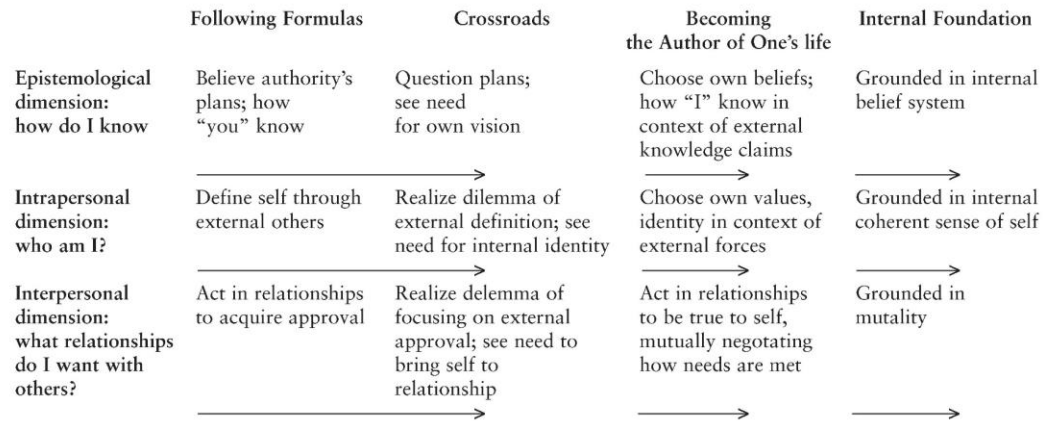 Following Formulas
Crossroads
Becoming
the Author of One's life
Internal Foundation
Epistemological
dimension:
how do I know
Believe authority's
plans; how
“you” know
Question plans;
see need
for own vision
Choose own beliefs;
how “I” know in
context of external
knowledge claims
Grounded in internal
belief system
Intrapersonal
dimension:
who am I?
Define self through
external others
Realize dilemma of
external definition; see
need for internal identity
Choose own values,
identity in context of
external forces
Grounded in internal
coherent sense of self
Interpersonal
dimension:
what relationships
do I want with
others?
Act in relationships
to acquire approval
Realize delemma of
focusing on external
approval; see need to
bring self to
relationship
Act in relationships
to be true to self,
mutually negotating
how needs are met
Grounded in
mutality